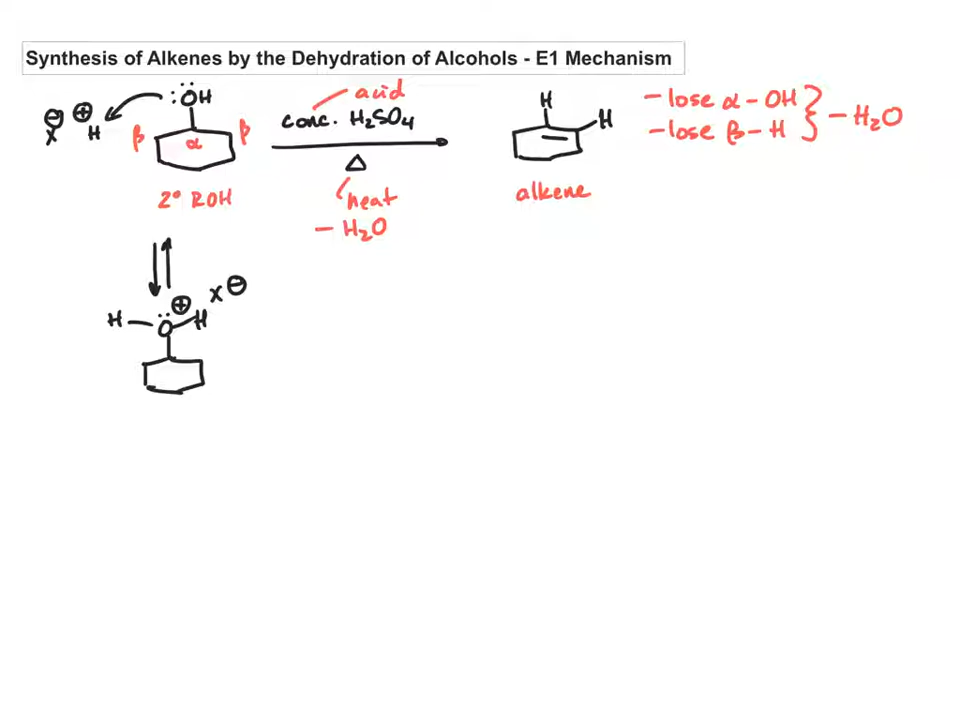 Synthesis of Alkenes by the Dehydration of Alcohols - E1 Mechanism
⊖ ⊕ :ÖH acid H - lose α - OH
X H conc. H₂SO₄ H - lose β - H } - H₂O
β α β
Δ
2° ROH heat alkene
- H₂O
X ⊖
⊕
H - Ö - H